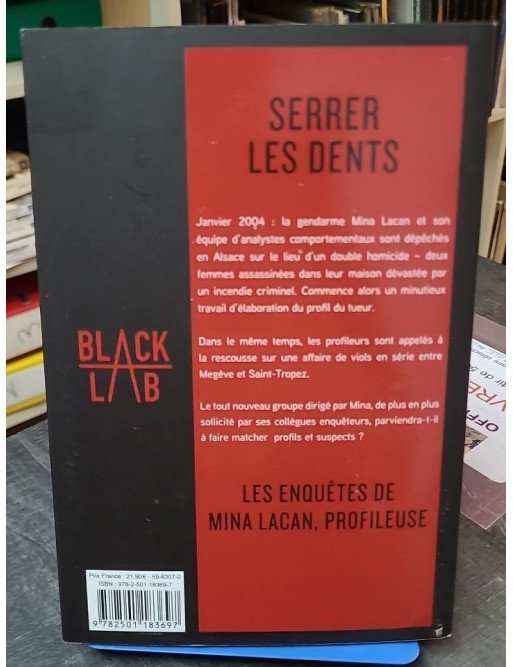 SERRER
LES DENTS
Janvier 2004 : la gendarme Mina Lacan et son
équipe d'analystes comportementaux sont dépêchés
en Alsace sur le lieu d'un double homicide – deux
femmes assassinées dans leur maison dévastée par
un incendie criminel. Commence alors un minutieux
travail d'élaboration du profil du tueur.
Dans le même temps, les profileurs sont appelés à
la rescousse sur une affaire de viols en série entre
Megève et Saint-Tropez.
Le tout nouveau groupe dirigé par Mina, de plus en plus
sollicité par ses collègues enquêteurs, parviendra-t-il
à faire matcher profils et suspects ?
BLACK
LAB
LES ENQUÊTES DE
MINA LACAN, PROFILEUSE
Prix France : 21,90€ - 59-8307-0
ISBN : 978-2-501-18369-7
9 782501 183697